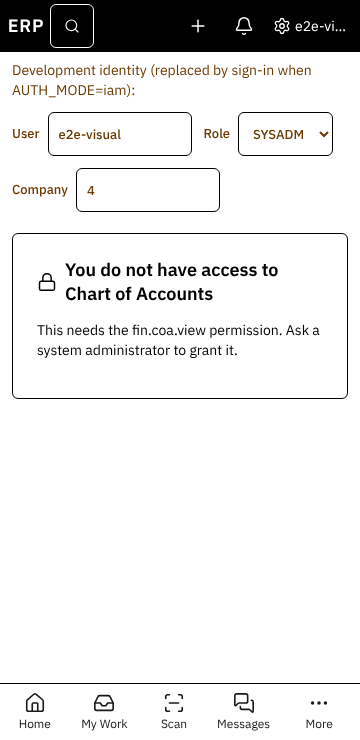 ERP
e2e-vi...
Development identity (replaced by sign-in when
AUTH_MODE=iam):
User e2e-visual Role SYSADM
Company 4
You do not have access to
Chart of Accounts
This needs the fin.coa.view permission. Ask a
system administrator to grant it.
Home My Work Scan Messages More